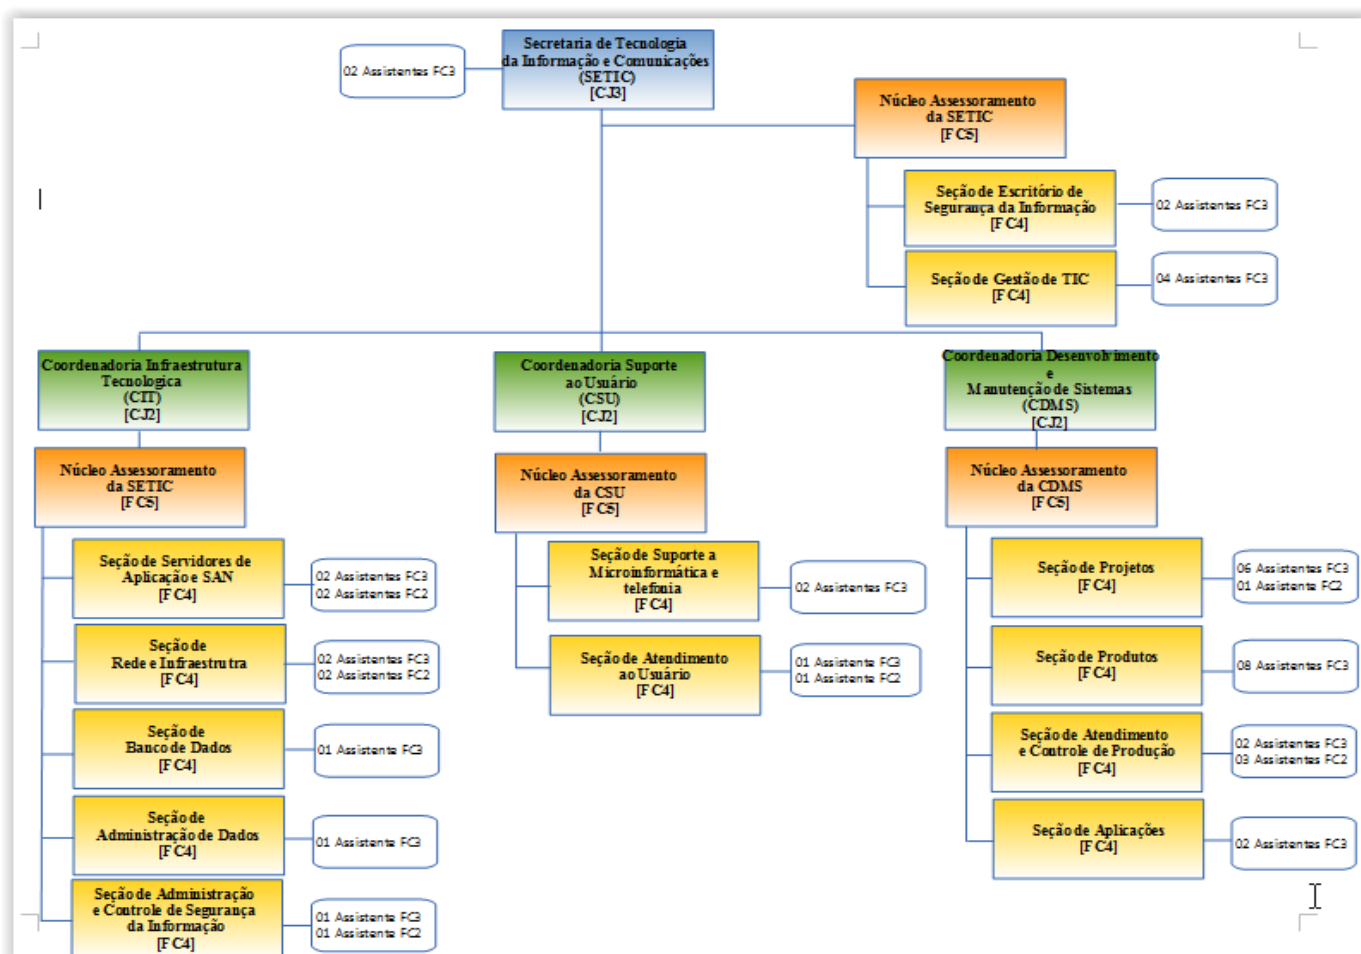 Secretaria de Tecnologia
da Informação e Comunicações
(SETIC)
[CJ3]
02 Assistentes FC3
Núcleo Assessoramento
da SETIC
[FC5]
Seção de Escritório de
Segurança da Informação
[FC4]
02 Assistentes FC3
Seção de Gestão de TIC
[FC4]
04 Assistentes FC3
Coordenadoria Infraestrutura
Tecnologica
(CIT)
[CJ2]
Núcleo Assessoramento
da SETIC
[FC5]
Seção de Servidores de
Aplicação e SAN
[FC4]
02 Assistentes FC3
02 Assistentes FC2
Seção de
Rede e Infraestrutra
[FC4]
02 Assistentes FC3
02 Assistentes FC2
Seção de
Banco de Dados
[FC4]
01 Assistente FC3
Seção de
Administração de Dados
[FC4]
01 Assistente FC3
Seção de Administração
e Controle de Segurança
da Informação
[FC4]
01 Assistente FC3
01 Assistente FC2
Coordenadoria Suporte
ao Usuário
(CSU)
[CJ2]
Núcleo Assessoramento
da CSU
[FC5]
Seção de Suporte a
Microinformática e
telefonia
[FC4]
02 Assistentes FC3
Seção de Atendimento
ao Usuário
[FC4]
01 Assistente FC3
01 Assistente FC2
Coordenadoria Desenvolvimento
e
Manutenção de Sistemas
(CDMS)
[CJ2]
Núcleo Assessoramento
da CDMS
[FC5]
Seção de Projetos
[FC4]
06 Assistentes FC3
01 Assistente FC2
Seção de Produtos
[FC4]
08 Assistentes FC3
Seção de Atendimento
e Controle de Produção
[FC4]
02 Assistentes FC3
03 Assistentes FC2
Seção de Aplicações
[FC4]
02 Assistentes FC3